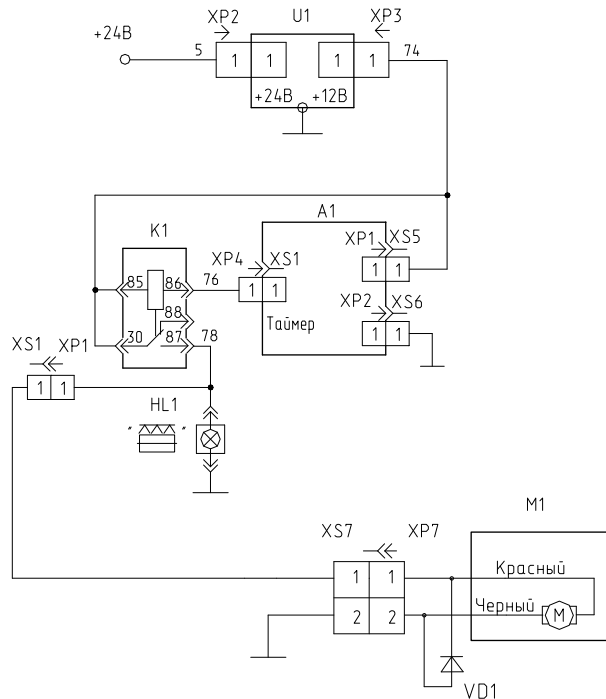 U1
XP2
XP3
+24В
5
1 1
1 1
74
+24В +12В
A1
K1
XP1 XS5
XP4 XS1
1 1
85 86
76
1 1
XP2 XS6
88
Таймер
1 1
30
87 78
XS1 XP1
1 1
HL1
" "
M1
XS7
XP7
1 1
Красный
2 2
Черный
M
VD1